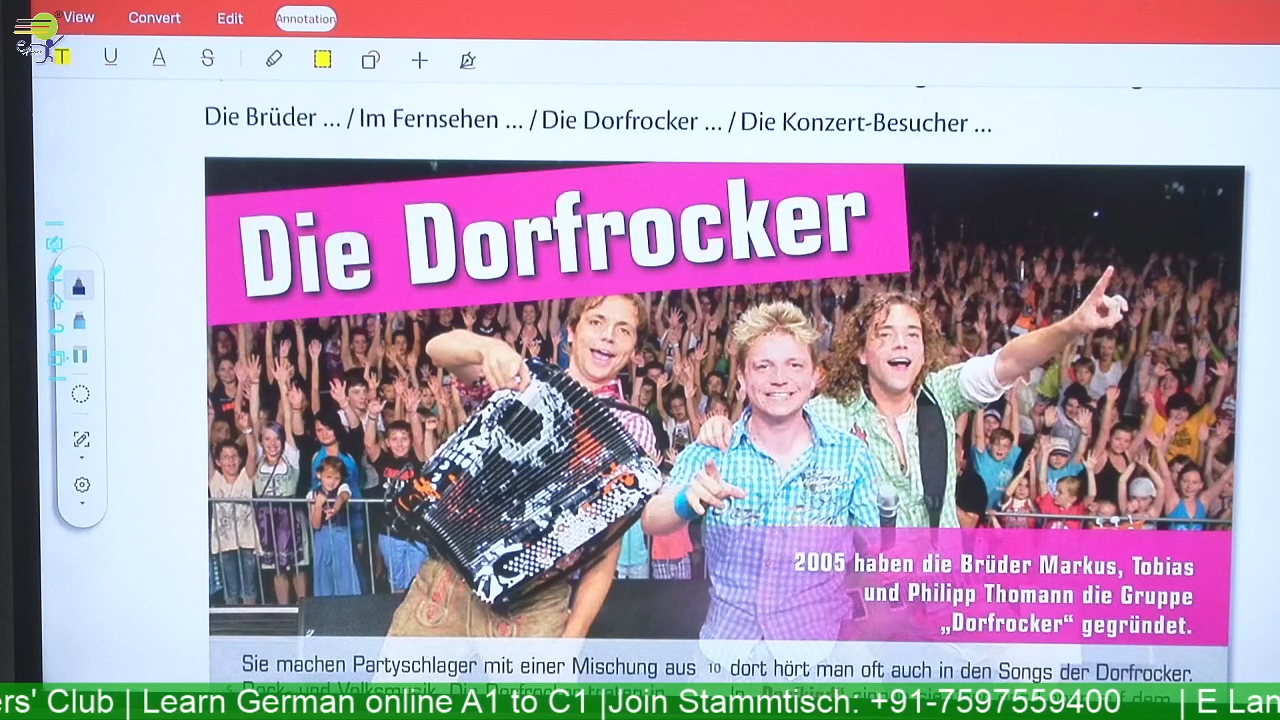 View Convert Edit Annotation
T U A S
Die Brüder ... / Im Fernsehen ... / Die Dorfrocker ... / Die Konzert-Besucher ...
Die Dorfrocker
2005 haben die Brüder Markus, Tobias
und Philipp Thomann die Gruppe
„Dorfrocker“ gegründet.
Sie machen Partyschlager mit einer Mischung aus
10 dort hört man oft auch in den Songs der Dorfrocker.
ers' Club | Learn German online A1 to C1 |Join Stammtisch: +91-7597559400 | E Lan